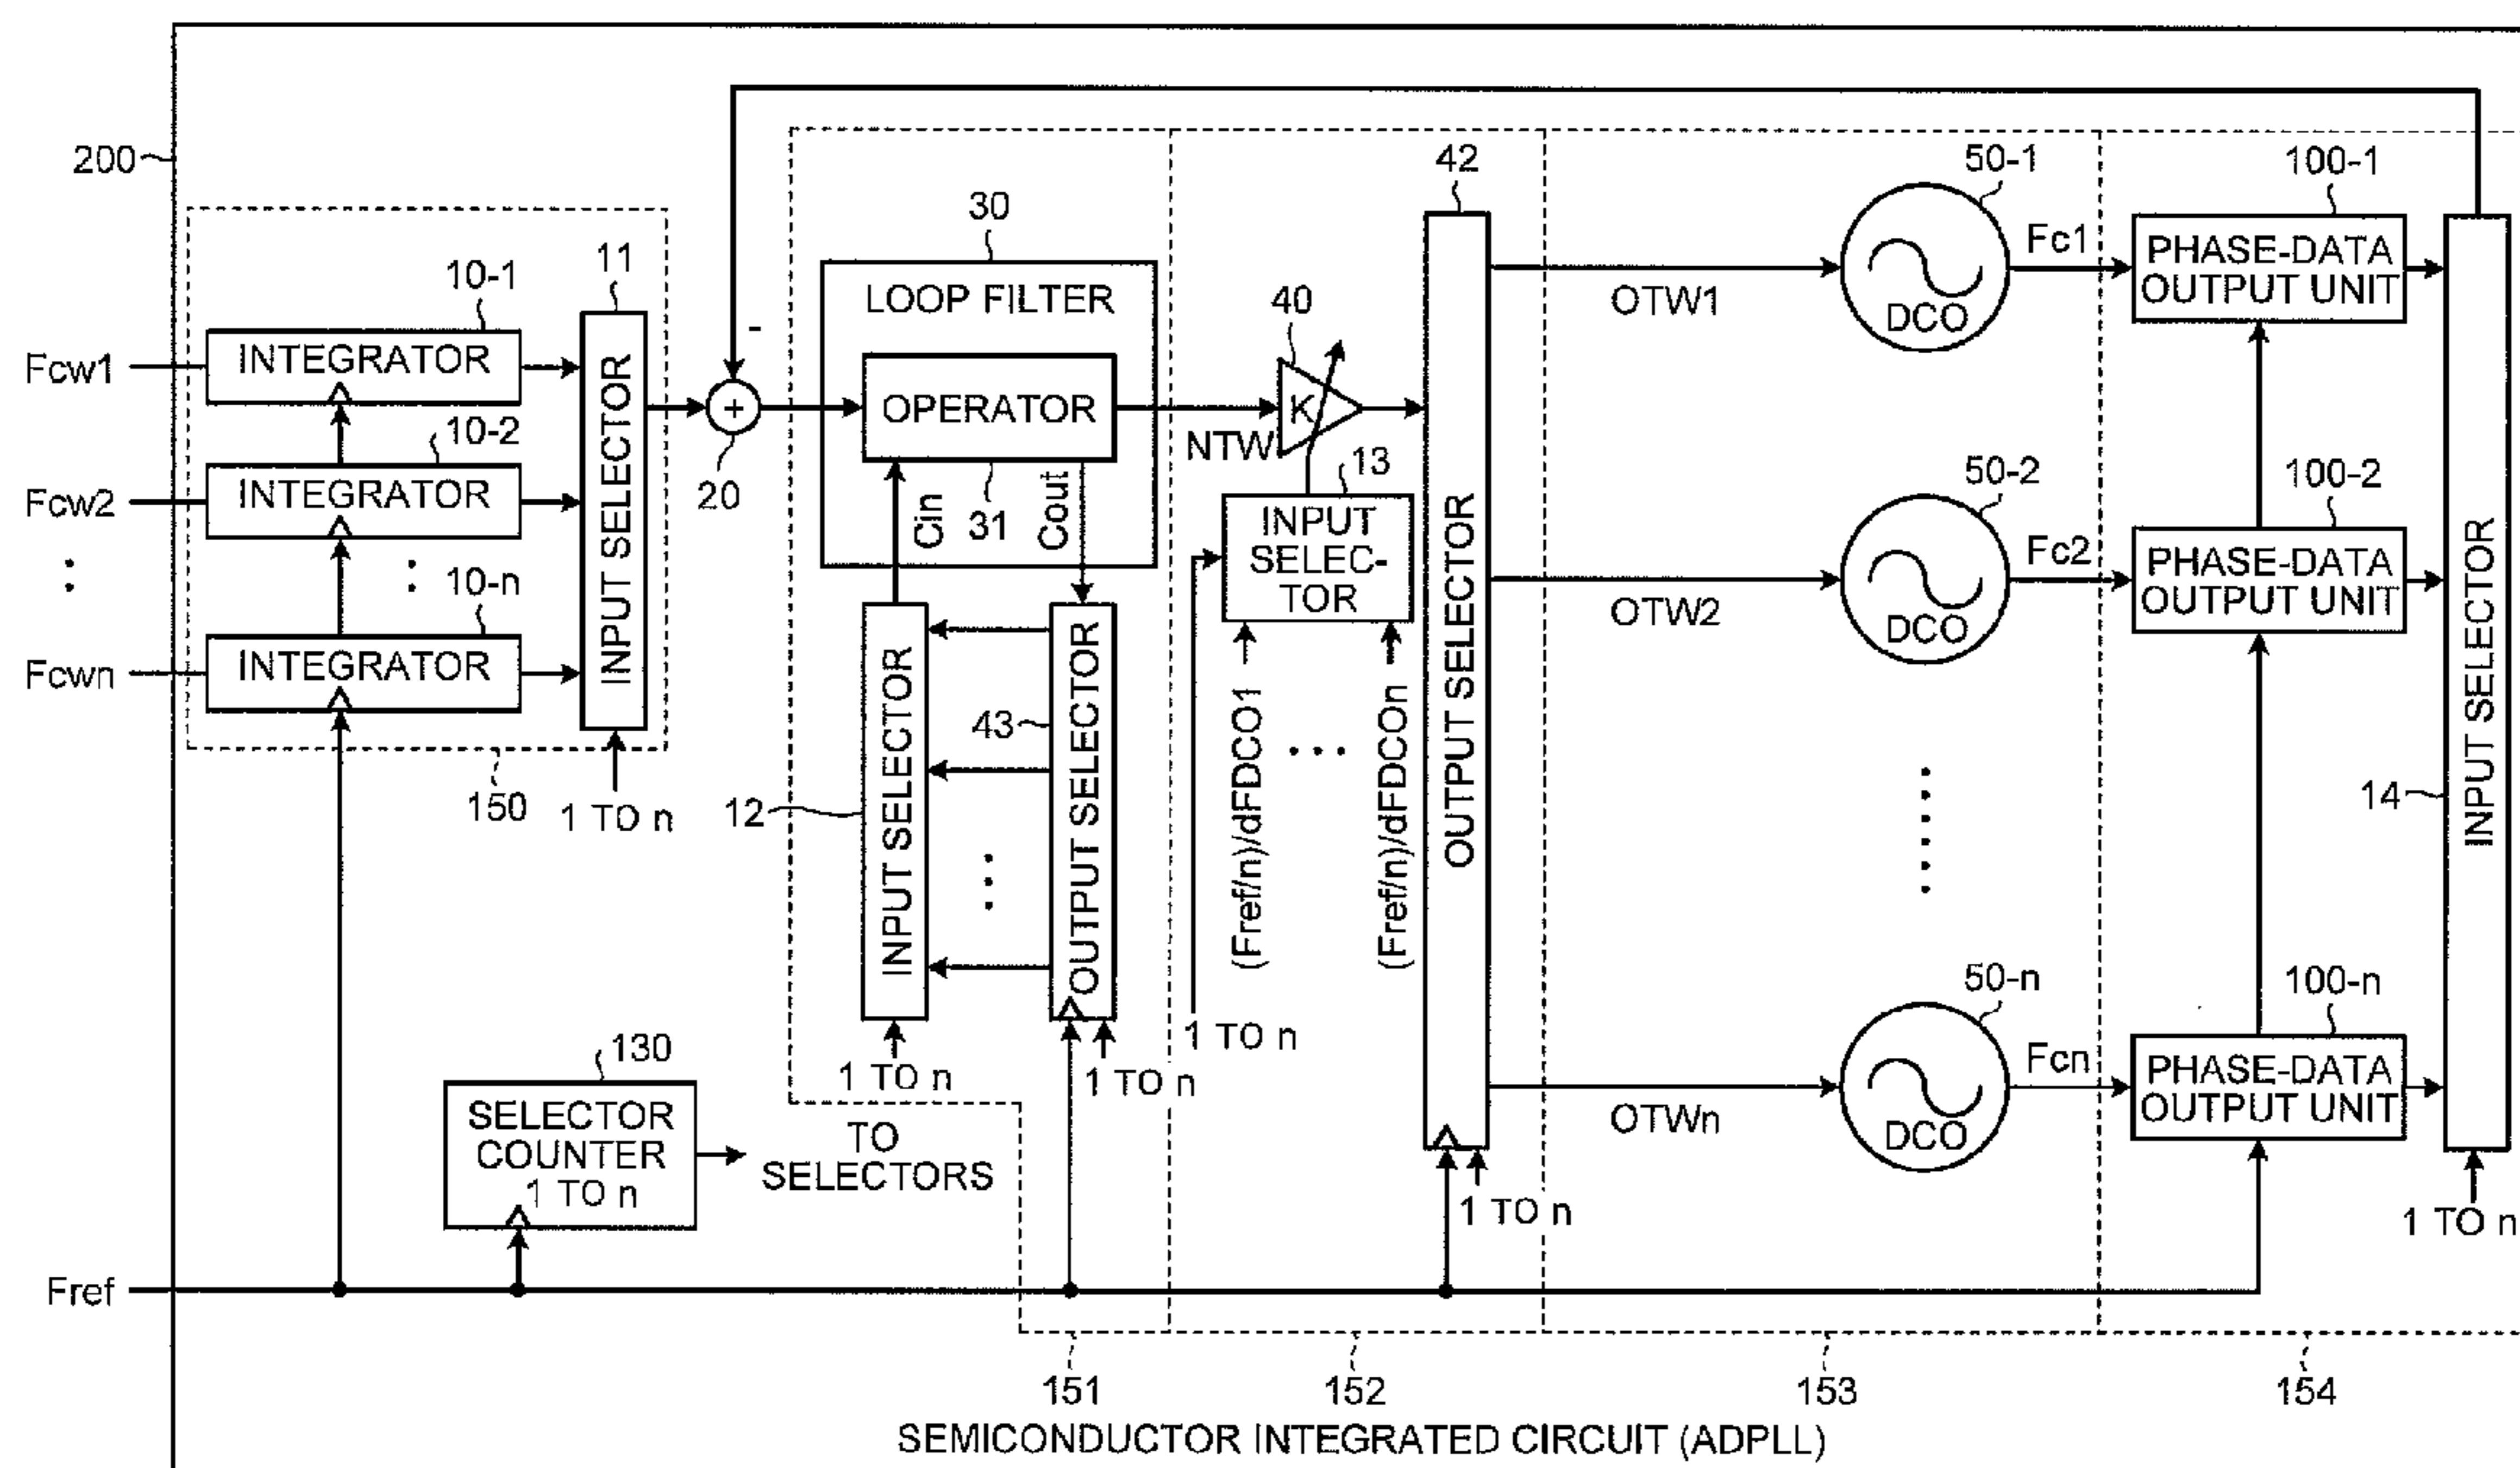 200
10-1
11
Fcw1
INTEGRATOR
10-2
Fcw2
INTEGRATOR
10-n
Fcwn
INTEGRATOR
INPUT SELECTOR
150
1 TO n
-
+
20
30
LOOP FILTER
OPERATOR
Cin
31
Cout
12
INPUT SELECTOR
43
OUTPUT SELECTOR
1 TO n
1 TO n
40
K
NTW
13
INPUT
SELEC-
TOR
(Fref/n)/dFDCO1
(Fref/n)/dFDCOn
1 TO n
42
OUTPUT SELECTOR
1 TO n
OTW1
OTW2
OTWn
50-1
DCO
Fc1
50-2
DCO
Fc2
50-n
DCO
Fcn
100-1
PHASE-DATA
OUTPUT UNIT
100-2
PHASE-DATA
OUTPUT UNIT
100-n
PHASE-DATA
OUTPUT UNIT
14
INPUT SELECTOR
1 TO n
130
SELECTOR
COUNTER
1 TO n
TO
SELECTORS
Fref
151
152
153
154
SEMICONDUCTOR INTEGRATED CIRCUIT (ADPLL)